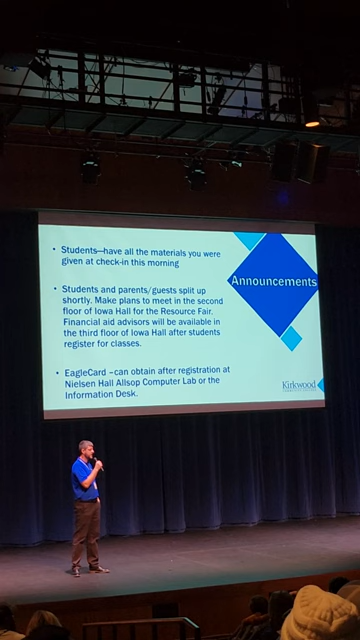 • Students—have all the materials you were
given at check-in this morning
• Students and parents/guests split up
shortly. Make plans to meet in the second
floor of Iowa Hall for the Resource Fair.
Financial aid advisors will be available in
the third floor of Iowa Hall after students
register for classes.
• EagleCard –can obtain after registration at
Nielsen Hall Allsop Computer Lab or the
Information Desk.
Announcements
Kirkwood